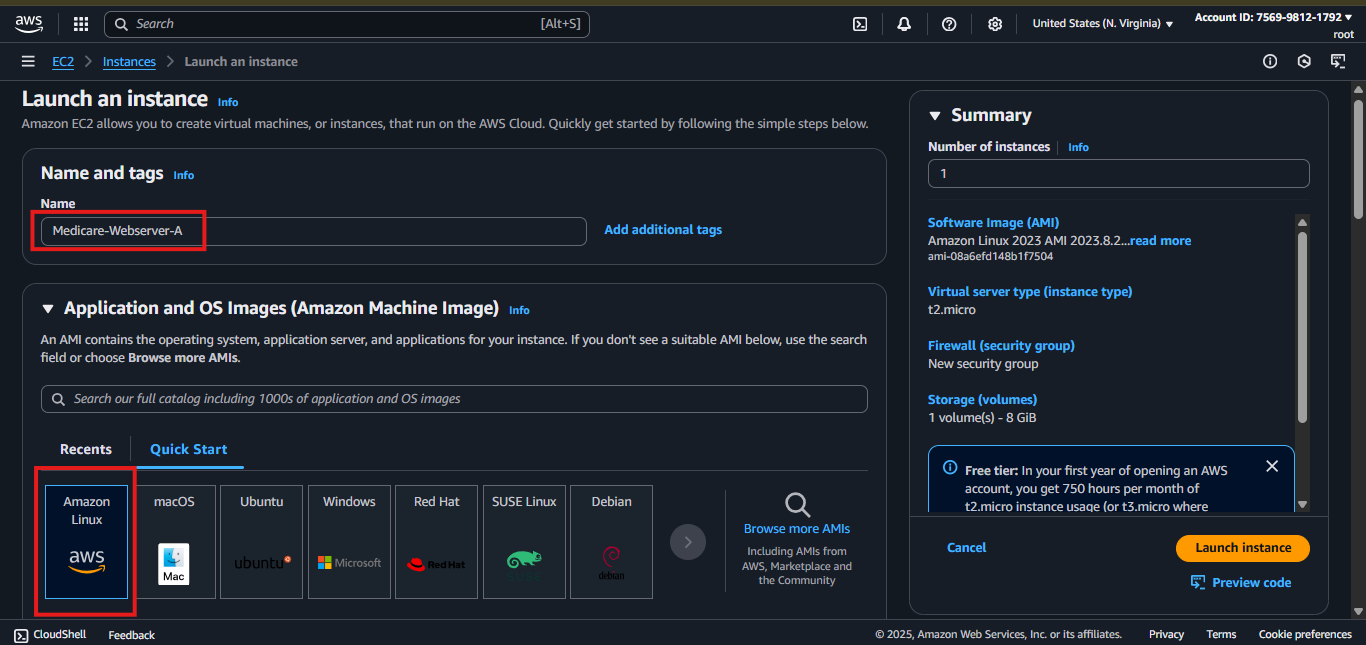 aws
Search [Alt+S]
United States (N. Virginia)
Account ID: 7569-9812-1792
root
EC2 > Instances > Launch an instance
Launch an instance Info
Amazon EC2 allows you to create virtual machines, or instances, that run on the AWS Cloud. Quickly get started by following the simple steps below.
Name and tags Info
Name
Medicare-Webserver-A
Add additional tags
Application and OS Images (Amazon Machine Image) Info
An AMI contains the operating system, application server, and applications for your instance. If you don't see a suitable AMI below, use the search
field or choose Browse more AMIs.
Search our full catalog including 1000s of application and OS images
Recents
Quick Start
Amazon
Linux
aws
macOS
Mac
Ubuntu
ubuntu
Windows
Microsoft
Red Hat
Red Hat
SUSE Linux
SUSE
Debian
debian
Browse more AMIs
Including AMIs from
AWS, Marketplace and
the Community
Summary
Number of instances Info
1
Software Image (AMI)
Amazon Linux 2023 AMI 2023.8.2...read more
ami-08a6efd148b1f7504
Virtual server type (instance type)
t2.micro
Firewall (security group)
New security group
Storage (volumes)
1 volume(s) - 8 GiB
Free tier: In your first year of opening an AWS
account, you get 750 hours per month of
t2.micro instance usage (or t3.micro where
Cancel
Launch instance
Preview code
CloudShell
Feedback
© 2025, Amazon Web Services, Inc. or its affiliates.
Privacy
Terms
Cookie preferences